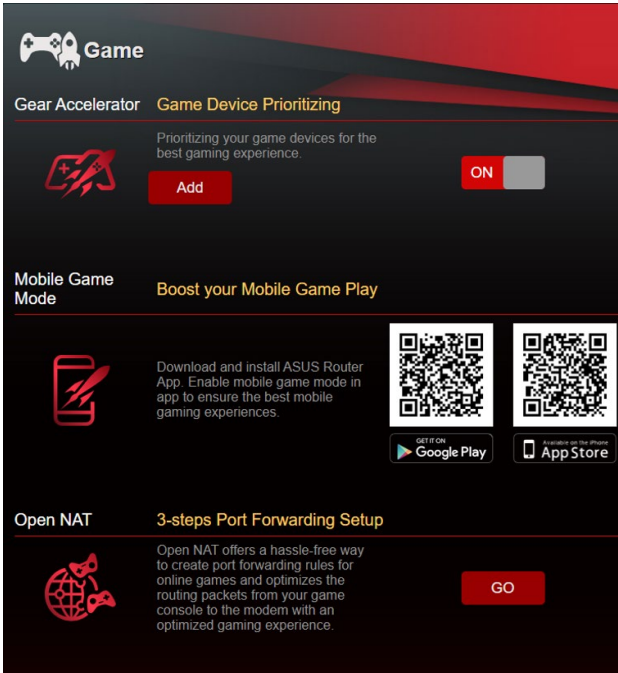 Game
Gear Accelerator
Game Device Prioritizing
Prioritizing your game devices for the
best gaming experience.
Add
ON
Mobile Game
Mode
Boost your Mobile Game Play
Download and install ASUS Router
App. Enable mobile game mode in
app to ensure the best mobile
gaming experiences.
GET IT ON
Google Play
Available on the iPhone
App Store
Open NAT
3-steps Port Forwarding Setup
Open NAT offers a hassle-free way
to create port forwarding rules for
online games and optimizes the
routing packets from your game
console to the modem with an
optimized gaming experience.
GO